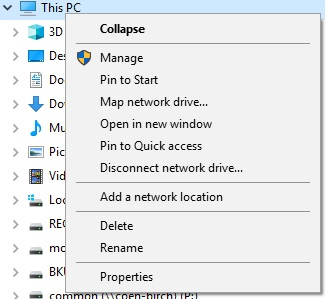 This PC
Collapse
3D
Manage
Pin to Start
Map network drive...
Open in new window
Pin to Quick access
Disconnect network drive...
Add a network location
Delete
Rename
Properties
Des
Do
Dov
Mu
Pic
Vid
Loc
REC
mc
BKU
common (\\coen-birch) (P:)